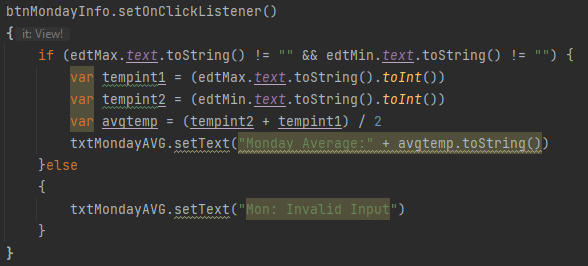 btnMondayInfo.setOnClickListener()
{ it: View!
if (edtMax.text.toString() != "" && edtMin.text.toString() != "") {
var tempint1 = (edtMax.text.toString().toInt())
var tempint2 = (edtMin.text.toString().toInt())
var avgtemp = (tempint2 + tempint1) / 2
txtMondayAVG.setText("Monday Average:" + avgtemp.toString())
}else
{
txtMondayAVG.setText("Mon: Invalid Input")
}
}